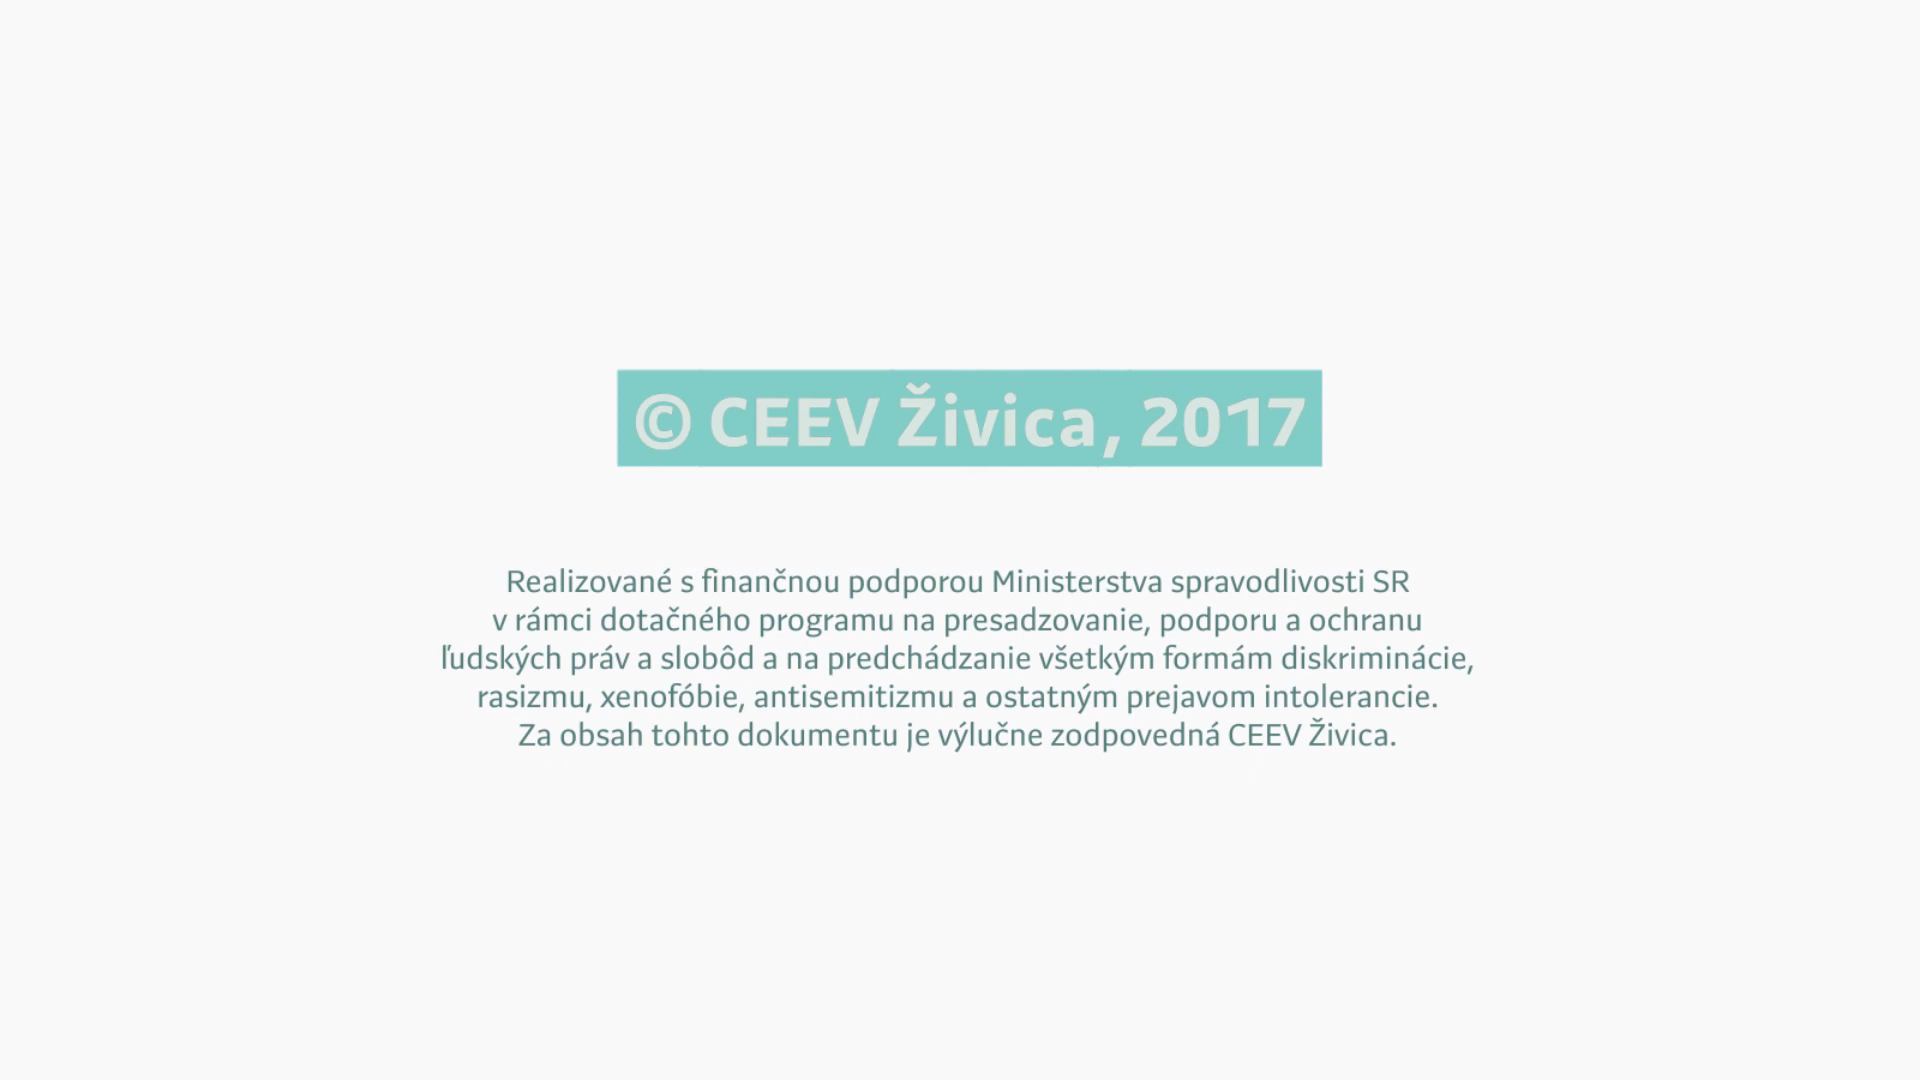 © CEEV Živica, 2017
Realizované s finančnou podporou Ministerstva spravodlivosti SR
v rámci dotačného programu na presadzovanie, podporu a ochranu
ľudských práv a slobôd a na predchádzanie všetkým formám diskriminácie,
rasizmu, xenofóbie, antisemitizmu a ostatným prejavom intolerancie.
Za obsah tohto dokumentu je výlučne zodpovedná CEEV Živica.